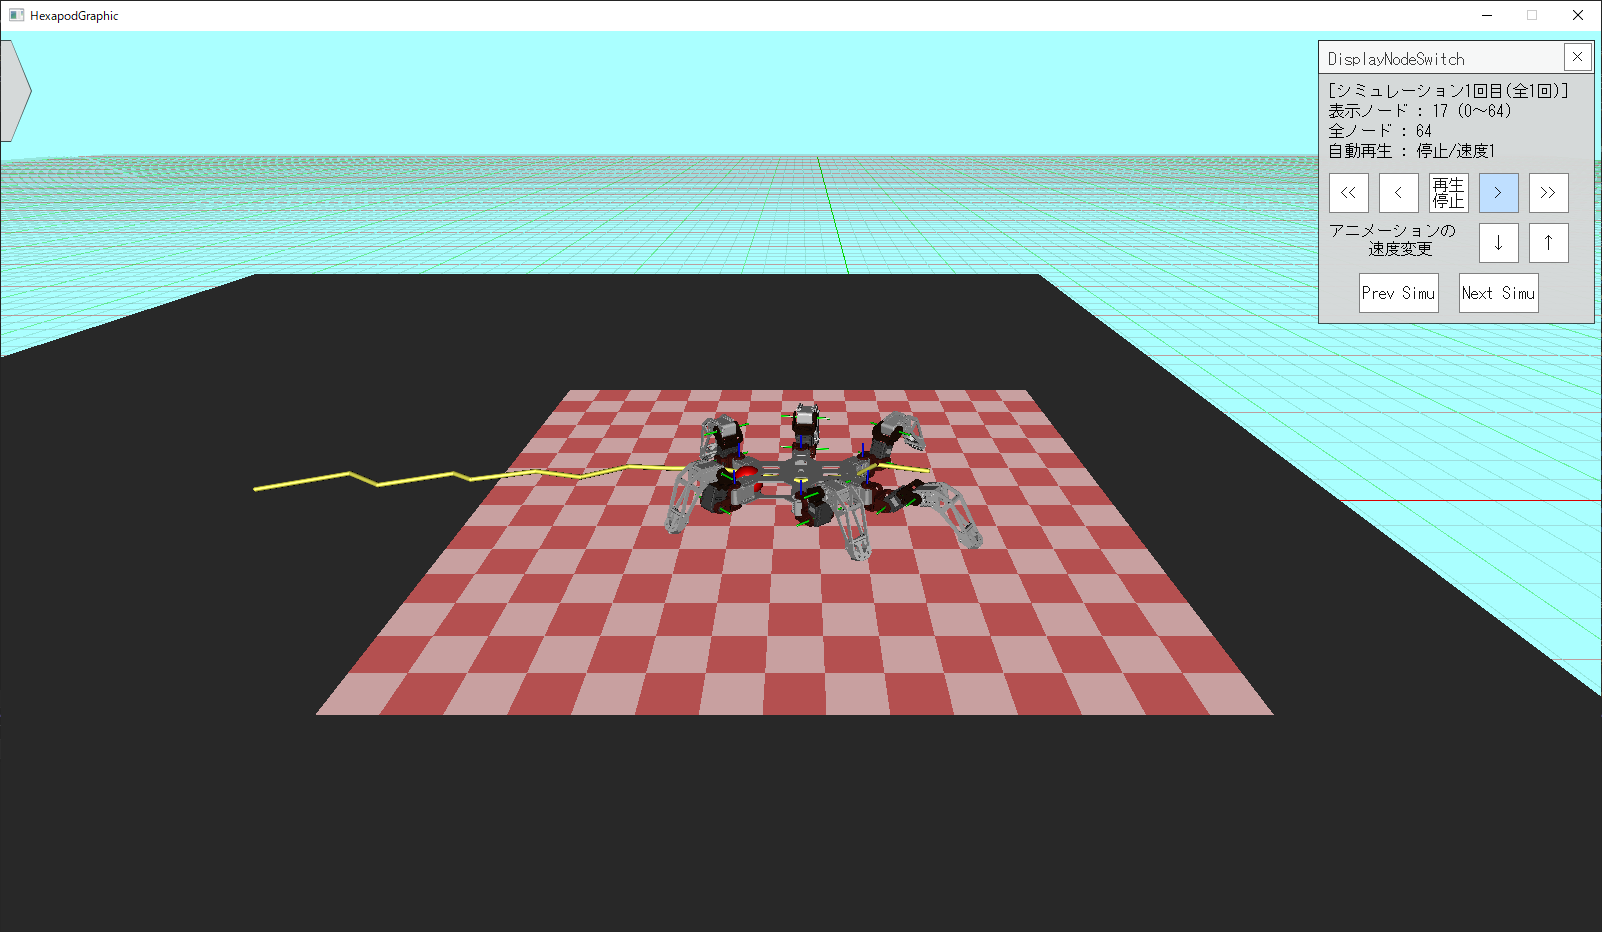 HexapodGraphic
DisplayNodeSwitch
[シミュレーション1回目(全1回)]
表示ノード : 17 (0～64)
全ノード : 64
自動再生 : 停止/速度1
<<
<
再生
停止
>
>>
アニメーションの
速度変更
↓
↑
Prev Simu
Next Simu